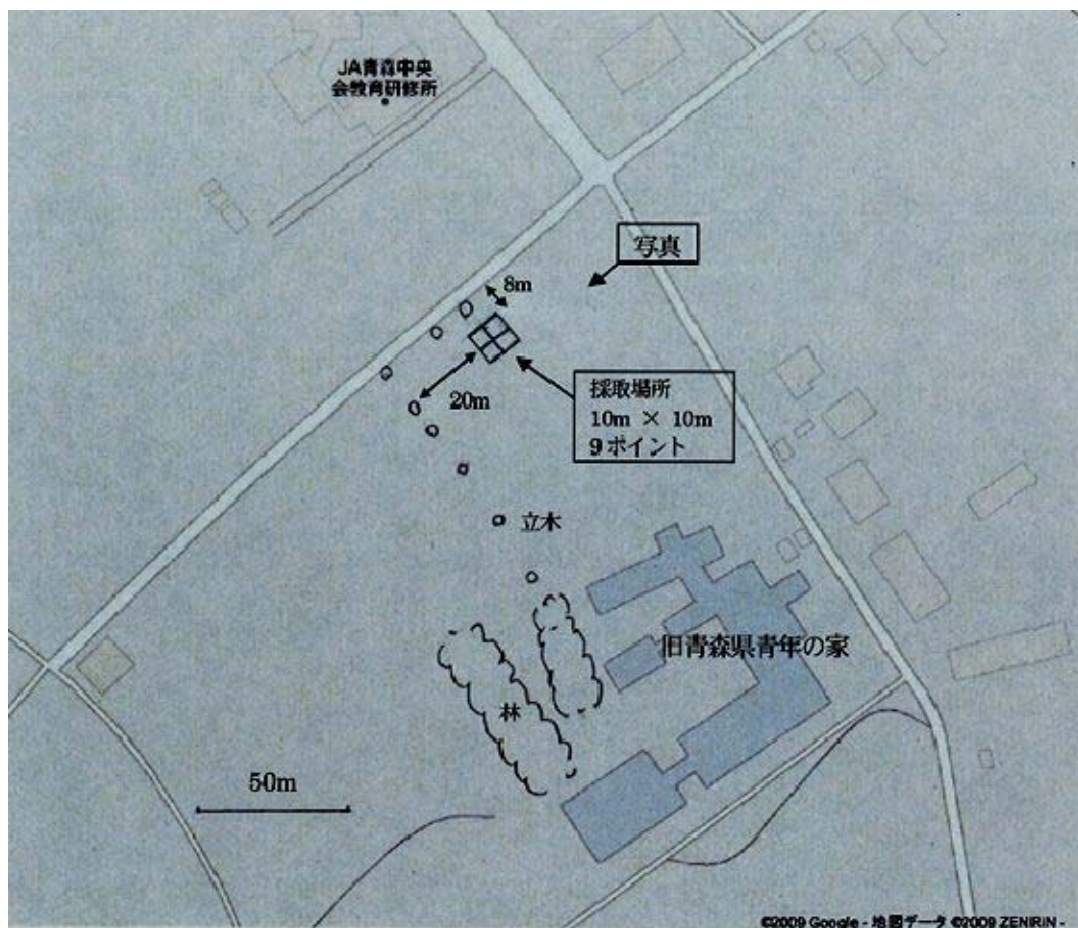 JA青森中央
会教育研修所
写真
8m
採取場所
10m × 10m
9ポイント
20m
立木
旧青森県青年の家
林
50m
©2009 Google - 地図データ ©2009 ZENRIN -